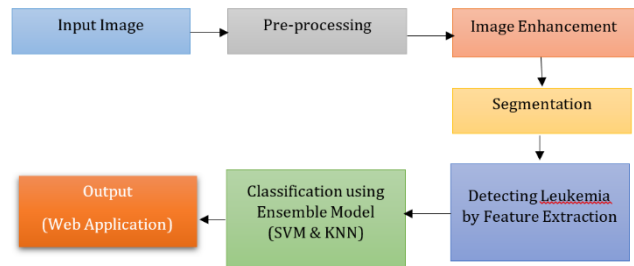 Input Image
Pre-processing
Image Enhancement
Segmentation
Detecting Leukemia
by Feature Extraction
Classification using
Ensemble Model
(SVM & KNN)
Output
(Web Application)